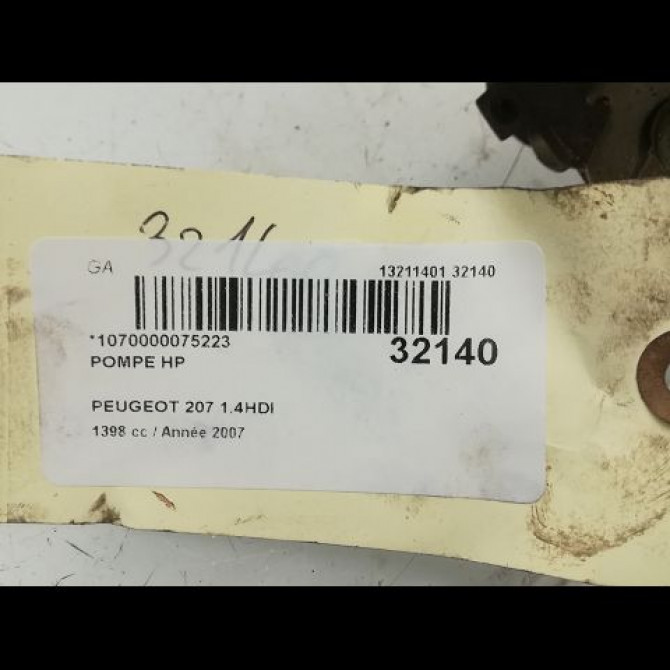 GA 13211401 32140
*1070000075223
32140
POMPE HP
PEUGEOT 207 1.4HDI
1398 cc / Année 2007